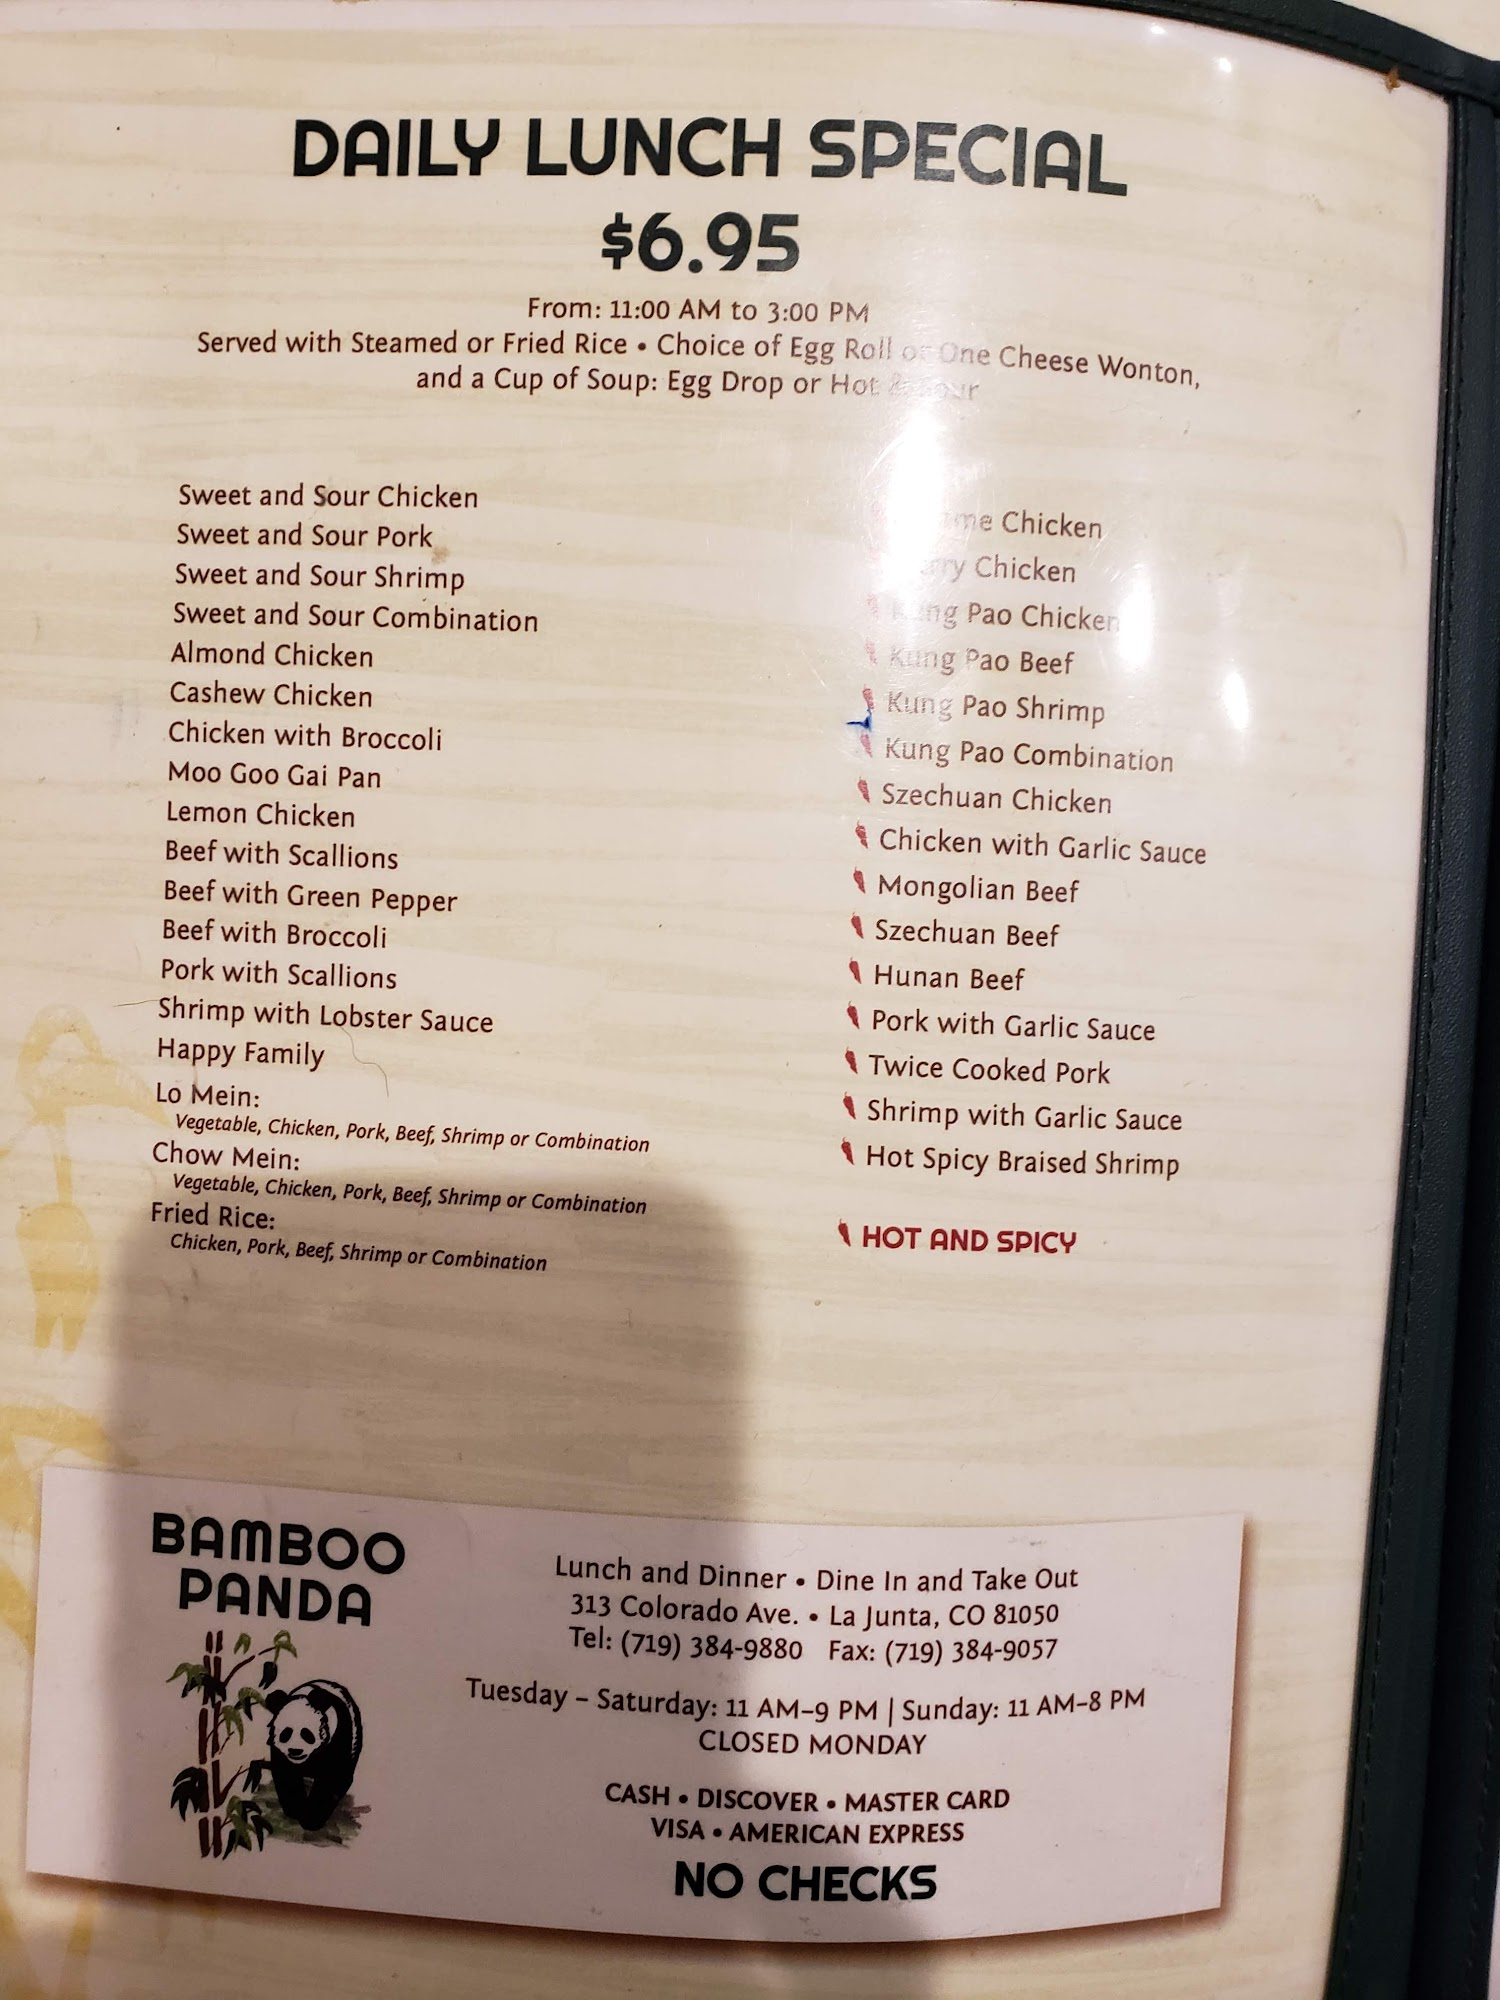 DAILY LUNCH SPECIAL
$6.95
From: 11:00 AM to 3:00 PM
Served with Steamed or Fried Rice • Choice of Egg Roll or One Cheese Wonton,
and a Cup of Soup: Egg Drop or Hot & Sour
Sweet and Sour Chicken
Sweet and Sour Pork
Sweet and Sour Shrimp
Sweet and Sour Combination
Almond Chicken
Cashew Chicken
Chicken with Broccoli
Moo Goo Gai Pan
Lemon Chicken
Beef with Scallions
Beef with Green Pepper
Beef with Broccoli
Pork with Scallions
Shrimp with Lobster Sauce
Happy Family
Lo Mein:
Vegetable, Chicken, Pork, Beef, Shrimp or Combination
Chow Mein:
Vegetable, Chicken, Pork, Beef, Shrimp or Combination
Fried Rice:
Chicken, Pork, Beef, Shrimp or Combination
Chicken
Chicken
Kung Pao Chicken
Kung Pao Beef
Kung Pao Shrimp
Kung Pao Combination
Szechuan Chicken
Chicken with Garlic Sauce
Mongolian Beef
Szechuan Beef
Hunan Beef
Pork with Garlic Sauce
Twice Cooked Pork
Shrimp with Garlic Sauce
Hot Spicy Braised Shrimp
HOT AND SPICY
BAMBOO
PANDA
Lunch and Dinner • Dine In and Take Out
313 Colorado Ave. • La Junta, CO 81050
Tel: (719) 384-9880 Fax: (719) 384-9057
Tuesday – Saturday: 11 AM–9 PM | Sunday: 11 AM–8 PM
CLOSED MONDAY
CASH • DISCOVER • MASTER CARD
VISA • AMERICAN EXPRESS
NO CHECKS